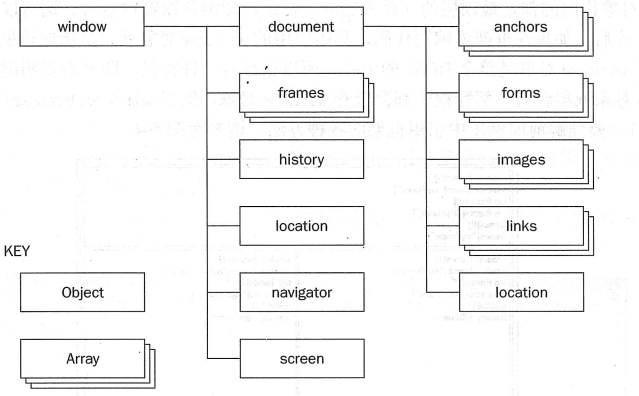 window
document
anchors
frames
forms
history
images
location
links
KEY
Object
navigator
location
Array
screen